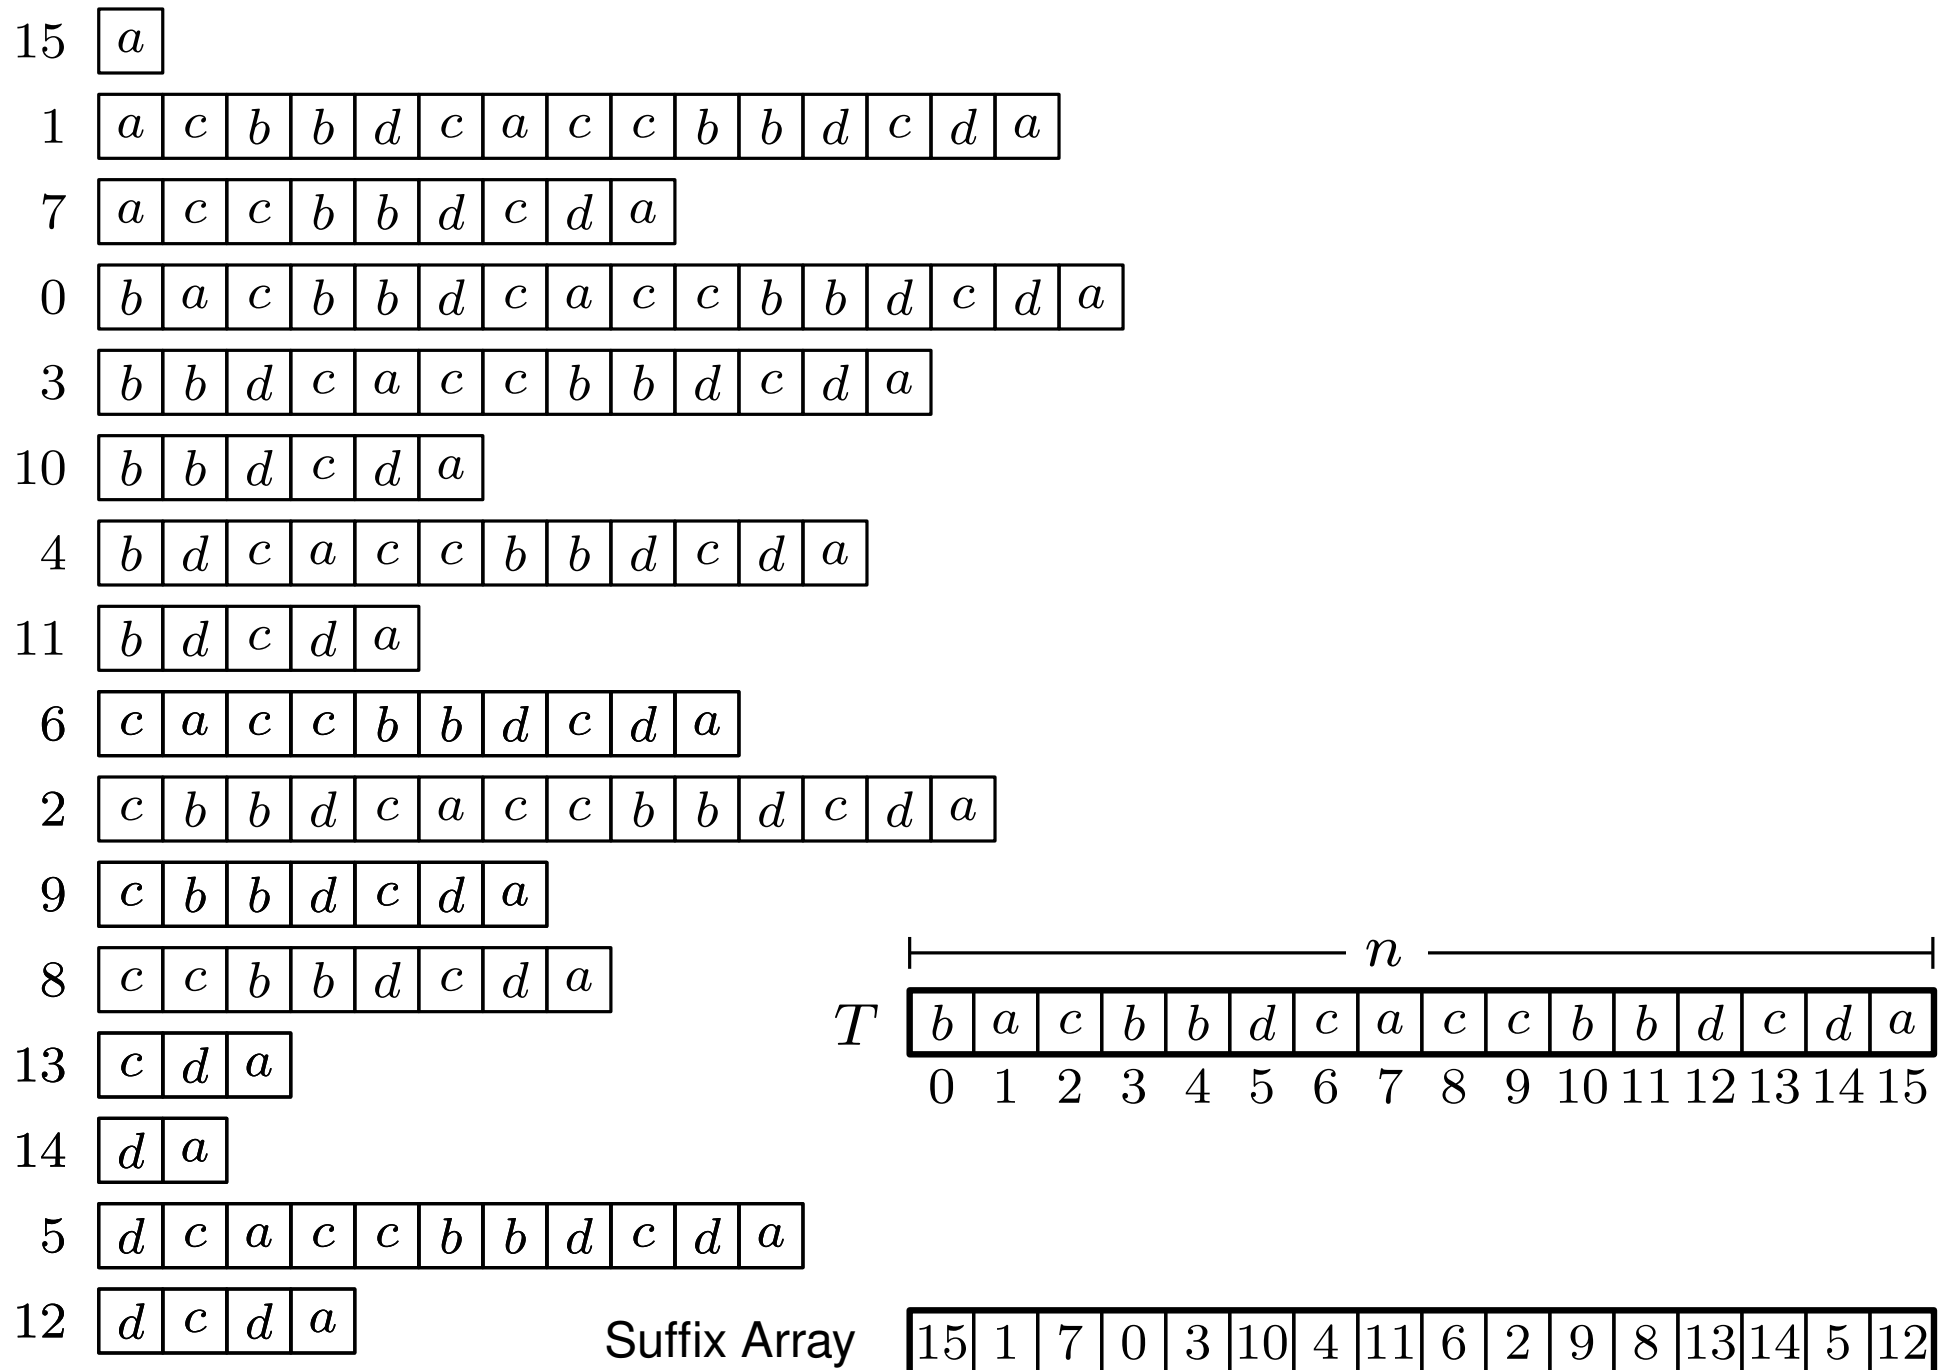 15 a
1 a c b b d c a c c b b d c d a
7 a c c b b d c d a
0 b a c b b d c a c c b b d c d a
3 b b d c a c c b b d c d a
10 b b d c d a
4 b d c a c c b b d c d a
11 b d c d a
6 c a c c b b d c d a
2 c b b d c a c c b b d c d a
9 c b b d c d a
8 c c b b d c d a
13 c d a
14 d a
5 d c a c c b b d c d a
12 d c d a
n
T b a c b b d c a c c b b d c d a
0 1 2 3 4 5 6 7 8 9 10 11 12 13 14 15
Suffix Array 15 1 7 0 3 10 4 11 6 2 9 8 13 14 5 12